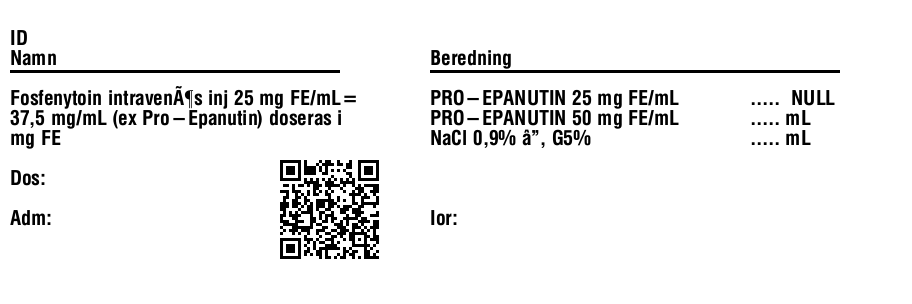 ID
Namn
Fosfenytoin intravenÃ¶s inj 25 mg FE/mL=
37,5 mg/mL (ex Pro–Epanutin) doseras i
mg FE
Dos:
Adm:
Beredning
PRO–EPANUTIN 25 mg FE/mL ..... NULL
PRO–EPANUTIN 50 mg FE/mL ..... mL
NaCl 0,9% â”, G5% ..... mL
Ior: